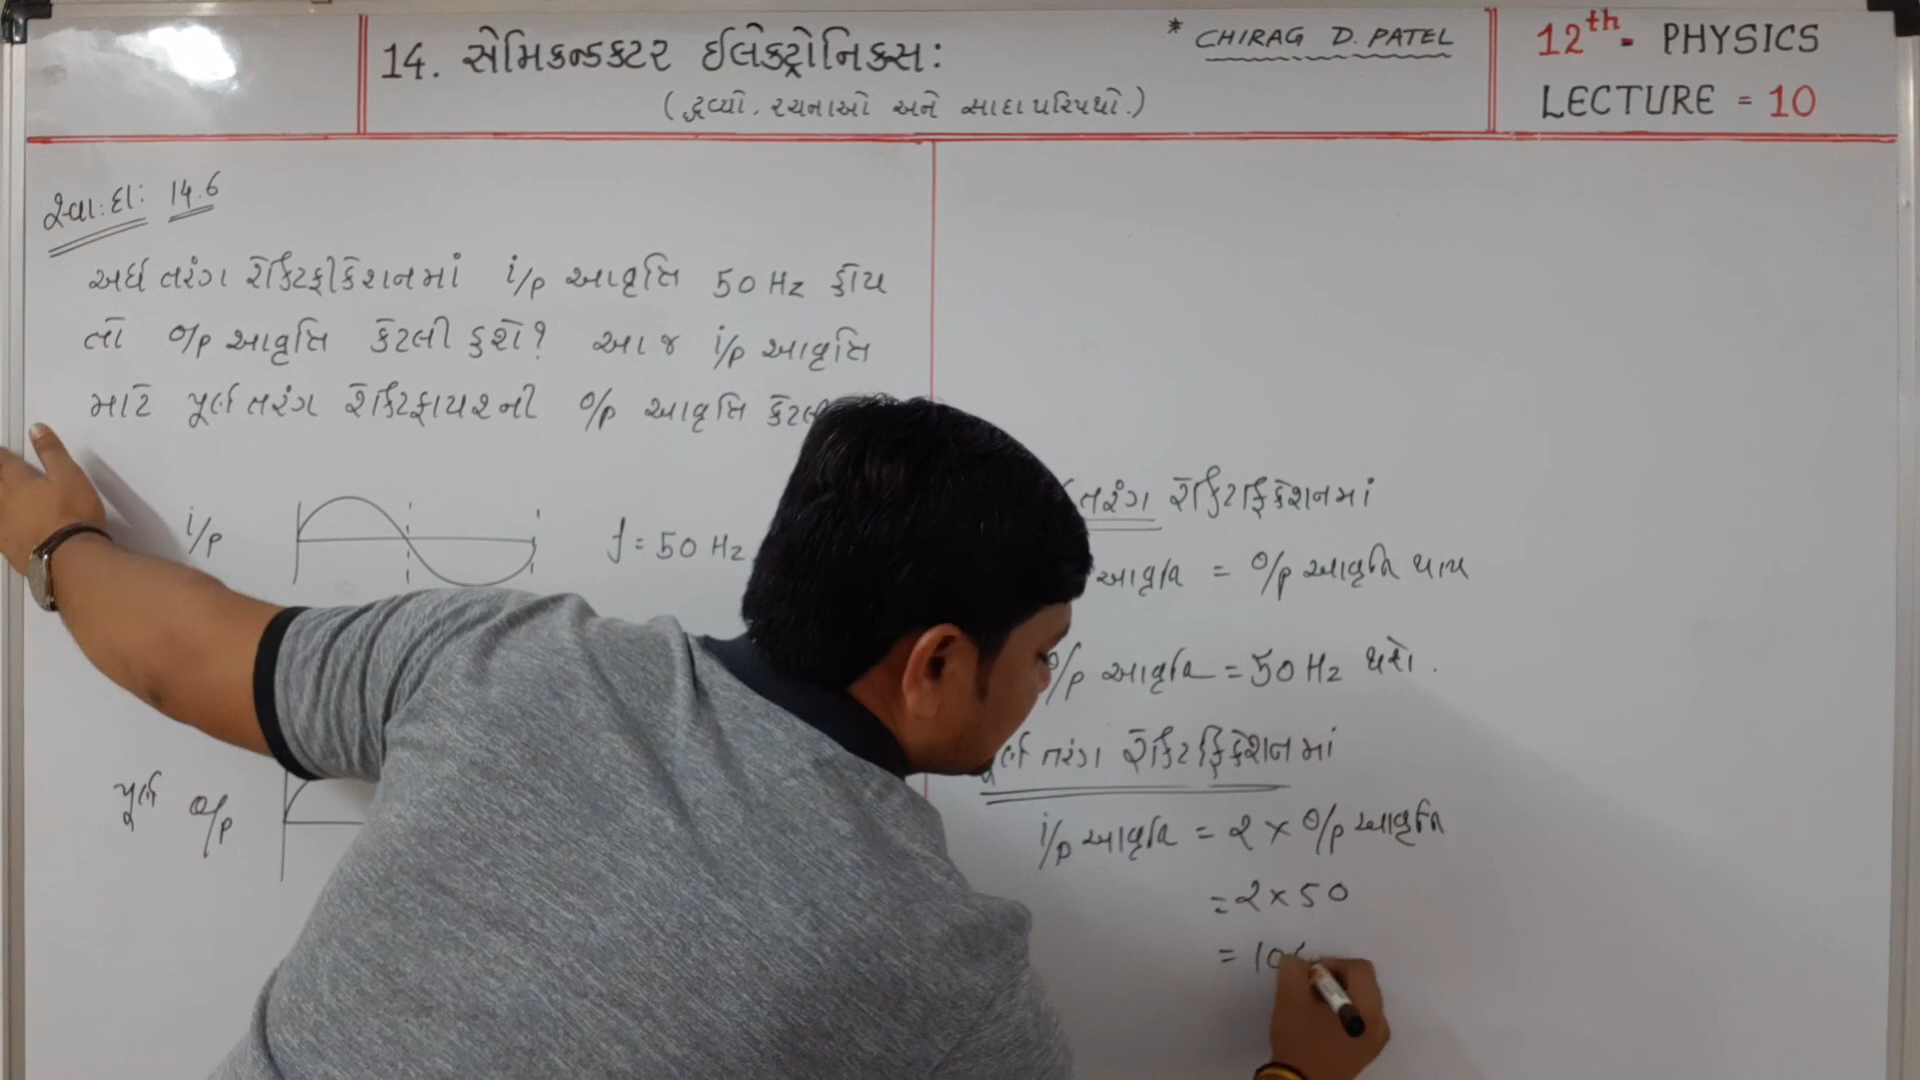 14. સેમિકન્ડક્ટર ઈલેક્ટ્રોનિક્સ:
(દ્રવ્યો, રચનાઓ અને સાદા પરિપથો.)
* CHIRAG D. PATEL
12th- PHYSICS
LECTURE = 10
સ્વા: દા: 14.6
અર્ધ તરંગ રૅક્ટિફીકેશનમાં i/p આવૃત્તિ 50 Hz હોય
તો o/p આવૃત્તિ કેટલી હશે? આ જ i/p આવૃત્તિ
માટે પૂર્ણ તરંગ રૅક્ટિફાયરની o/p આવૃત્તિ
i/p
f = 50 Hz
પૂર્ણ o/p
તરંગ રૅક્ટિફિકેશનમાં
આવૃત્તિ = o/p આવૃત્તિ થાય
o/p આવૃત્તિ = 50 Hz થશે.
તરંગ રૅક્ટિફિકેશનમાં
i/p આવૃત્તિ = 2 × o/p આવૃત્તિ
= 2 × 50
= 10